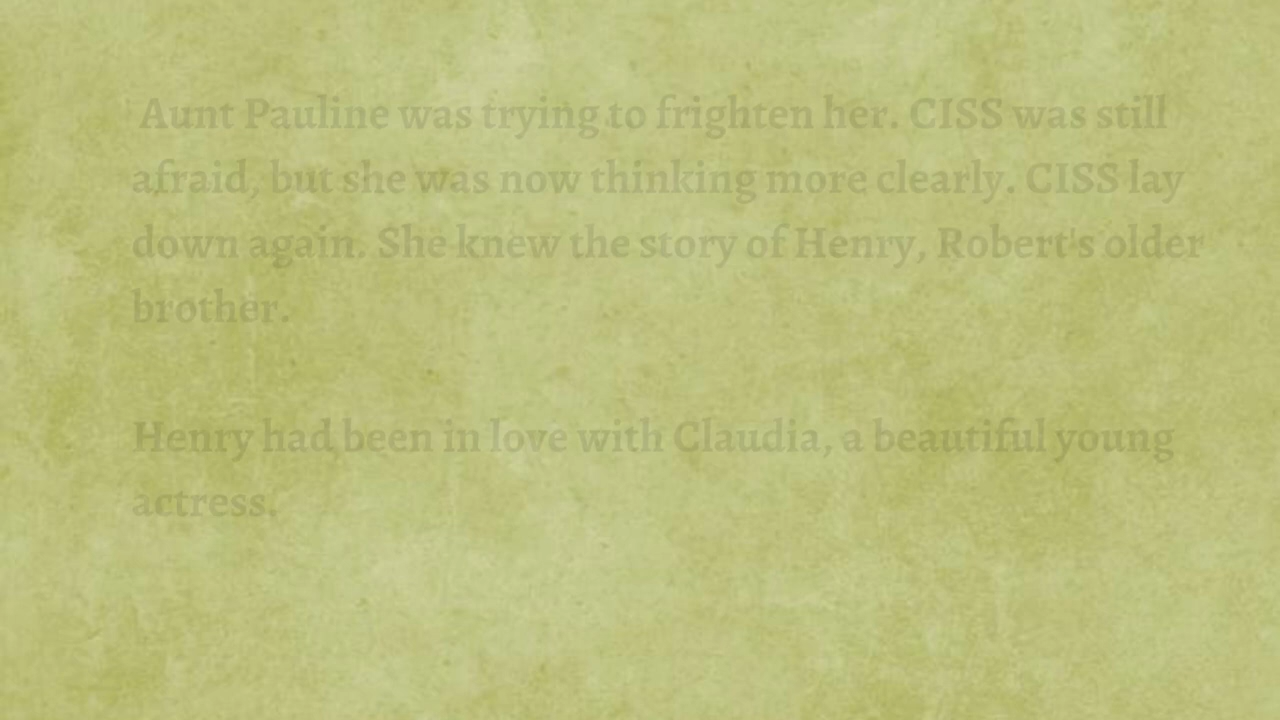 Aunt Pauline was trying to frighten her. CISS was still
afraid, but she was now thinking more clearly. CISS lay
down again. She knew the story of Henry, Robert's older
brother.
Henry had been in love with Claudia, a beautiful young
actress.